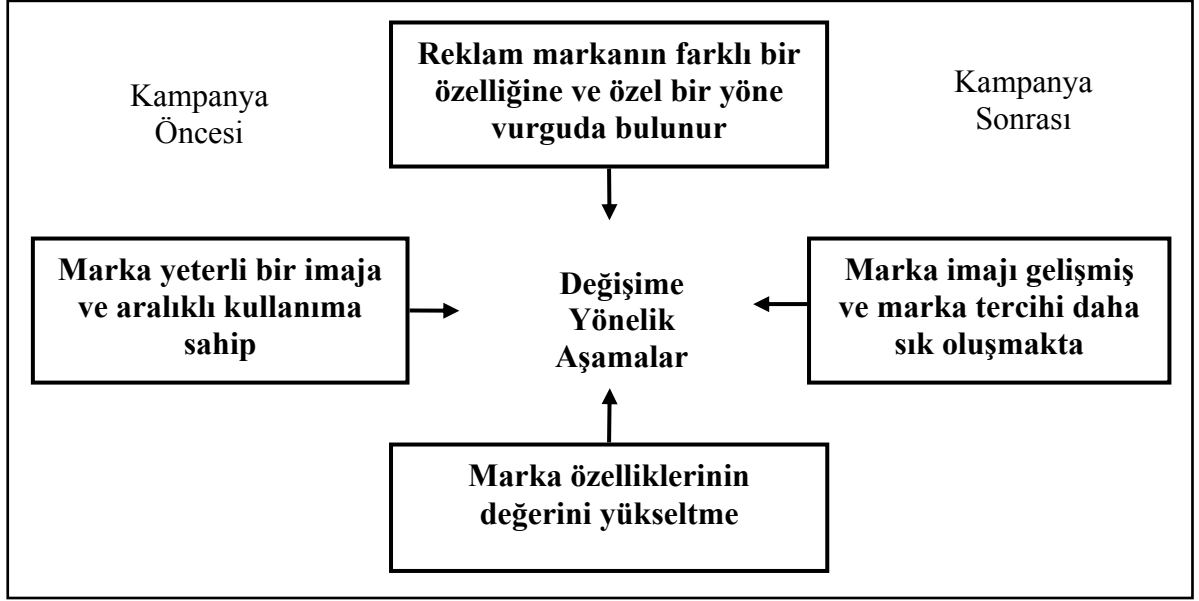 Kampanya
Öncesi
Reklam markanın farklı bir
özelliğine ve özel bir yöne
vurguda bulunur
Kampanya
Sonrası
Marka yeterli bir imaja
ve aralıklı kullanıma
sahip
Değişime
Yönelik
Aşamalar
Marka imajı gelişmiş
ve marka tercihi daha
sık oluşmakta
Marka özelliklerinin
değerini yükseltme